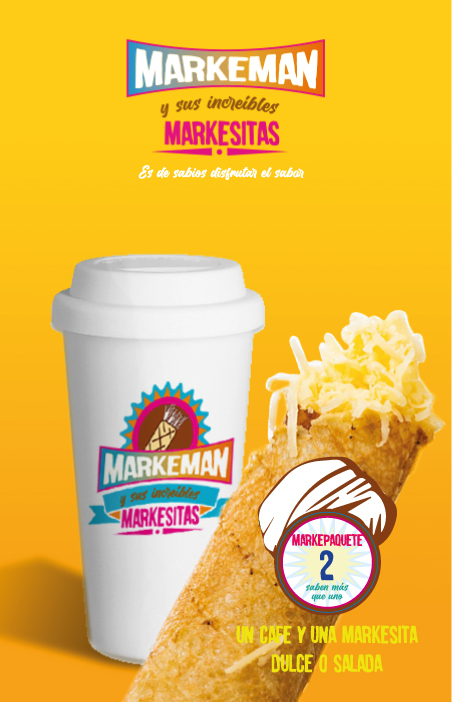 MARKEMAN
y sus increíbles
MARKESITAS
Es de sabios disfrutar el sabor
MARKEMAN
y sus increíbles
MARKESITAS
MARKEPAQUETE
2
saben más
que uno
UN CAFE Y UNA MARKESITA
DULCE O SALADA